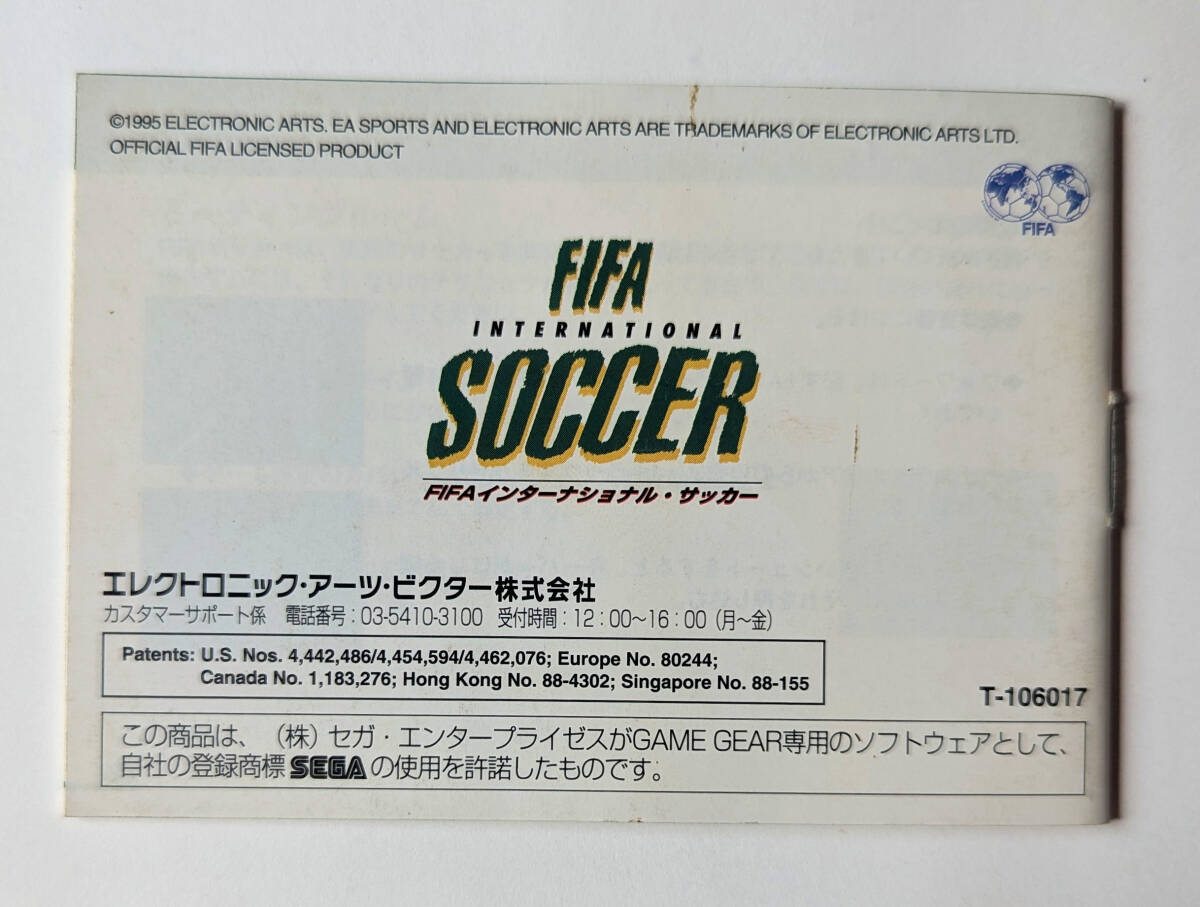 ©1995 ELECTRONIC ARTS. EA SPORTS AND ELECTRONIC ARTS ARE TRADEMARKS OF ELECTRONIC ARTS LTD.
OFFICIAL FIFA LICENSED PRODUCT
FIFA
FIFA
INTERNATIONAL
SOCCER
FIFAインターナショナル・サッカー
エレクトロニック・アーツ・ビクター株式会社
カスタマーサポート係 電話番号：03-5410-3100 受付時間：12：00～16：00（月～金）
Patents: U.S. Nos. 4,442,486/4,454,594/4,462,076; Europe No. 80244;
Canada No. 1,183,276; Hong Kong No. 88-4302; Singapore No. 88-155
T-106017
この商品は、（株）セガ・エンタープライゼスがGAME GEAR専用のソフトウェアとして、
自社の登録商標SEGAの使用を許諾したものです。